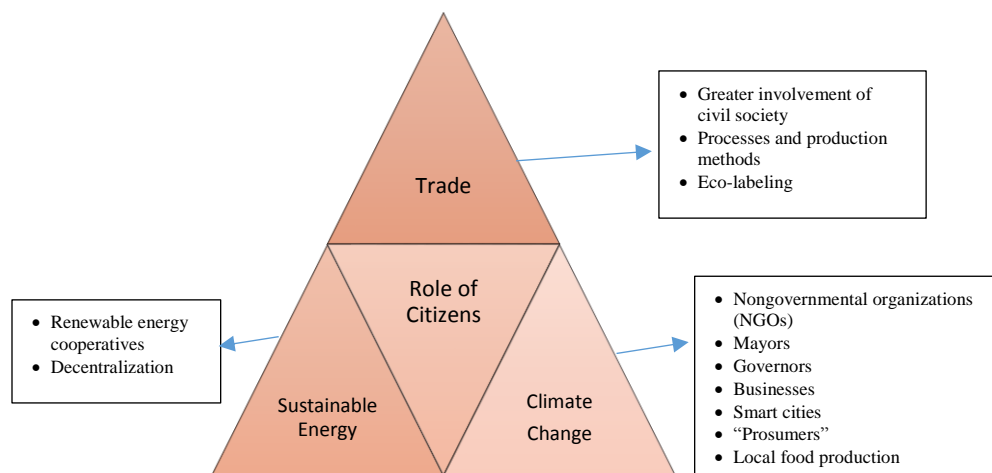 Trade
• Greater involvement of
civil society
• Processes and production
methods
• Eco-labeling
Role of
Citizens
• Renewable energy
cooperatives
• Decentralization
Sustainable
Energy
Climate
Change
• Nongovernmental organizations
(NGOs)
• Mayors
• Governors
• Businesses
• Smart cities
• “Prosumers”
• Local food production